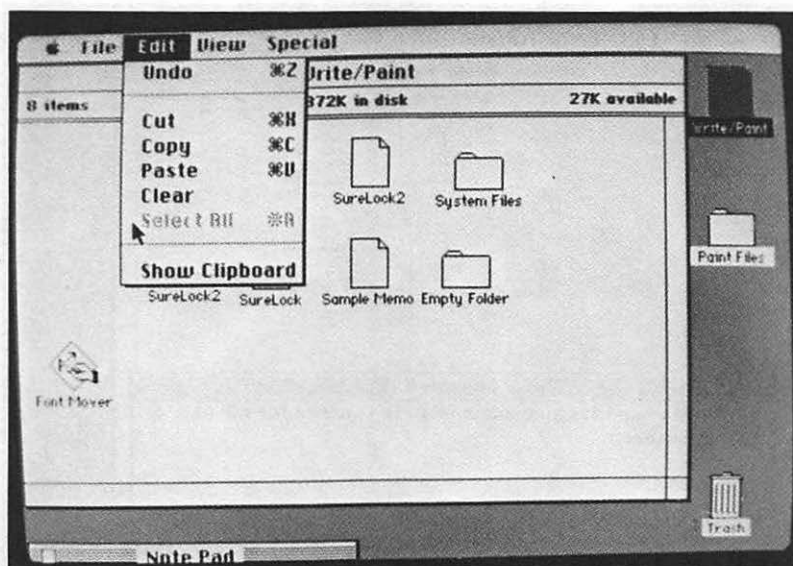 File Edit View Special
Undo ⌘Z
Cut ⌘X
Copy ⌘C
Paste ⌘V
Clear
Select All ⌘A
Show Clipboard
Write/Paint
8 items 372K in disk 27K available
Write/Paint
SureLock2 System Files
Paint Files
SureLock2 SureLock Sample Memo Empty Folder
Font Mover
Trash
Note Pad